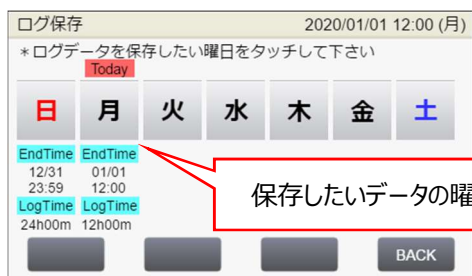 ログ保存 2020/01/01 12:00 (月)
*ログデータを保存したい曜日をタッチして下さい
Today
日 月 火 水 木 金 土
EndTime EndTime
12/31 01/01
23:59 12:00
LogTime LogTime
24h00m 12h00m
保存したいデータの曜
BACK